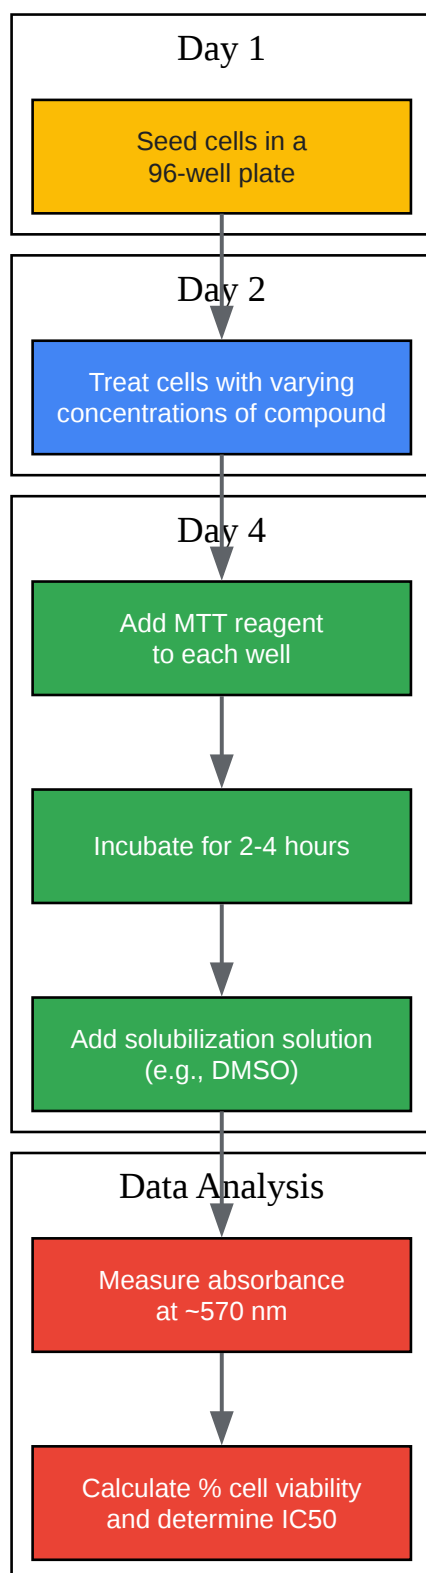 Day 1
Seed cells in a
96-well plate
Day 2
Treat cells with varying
concentrations of compound
Day 4
Add MTT reagent
to each well
Incubate for 2-4 hours
Add solubilization solution
(e.g., DMSO)
Data Analysis
Measure absorbance
at ~570 nm
Calculate % cell viability
and determine IC50